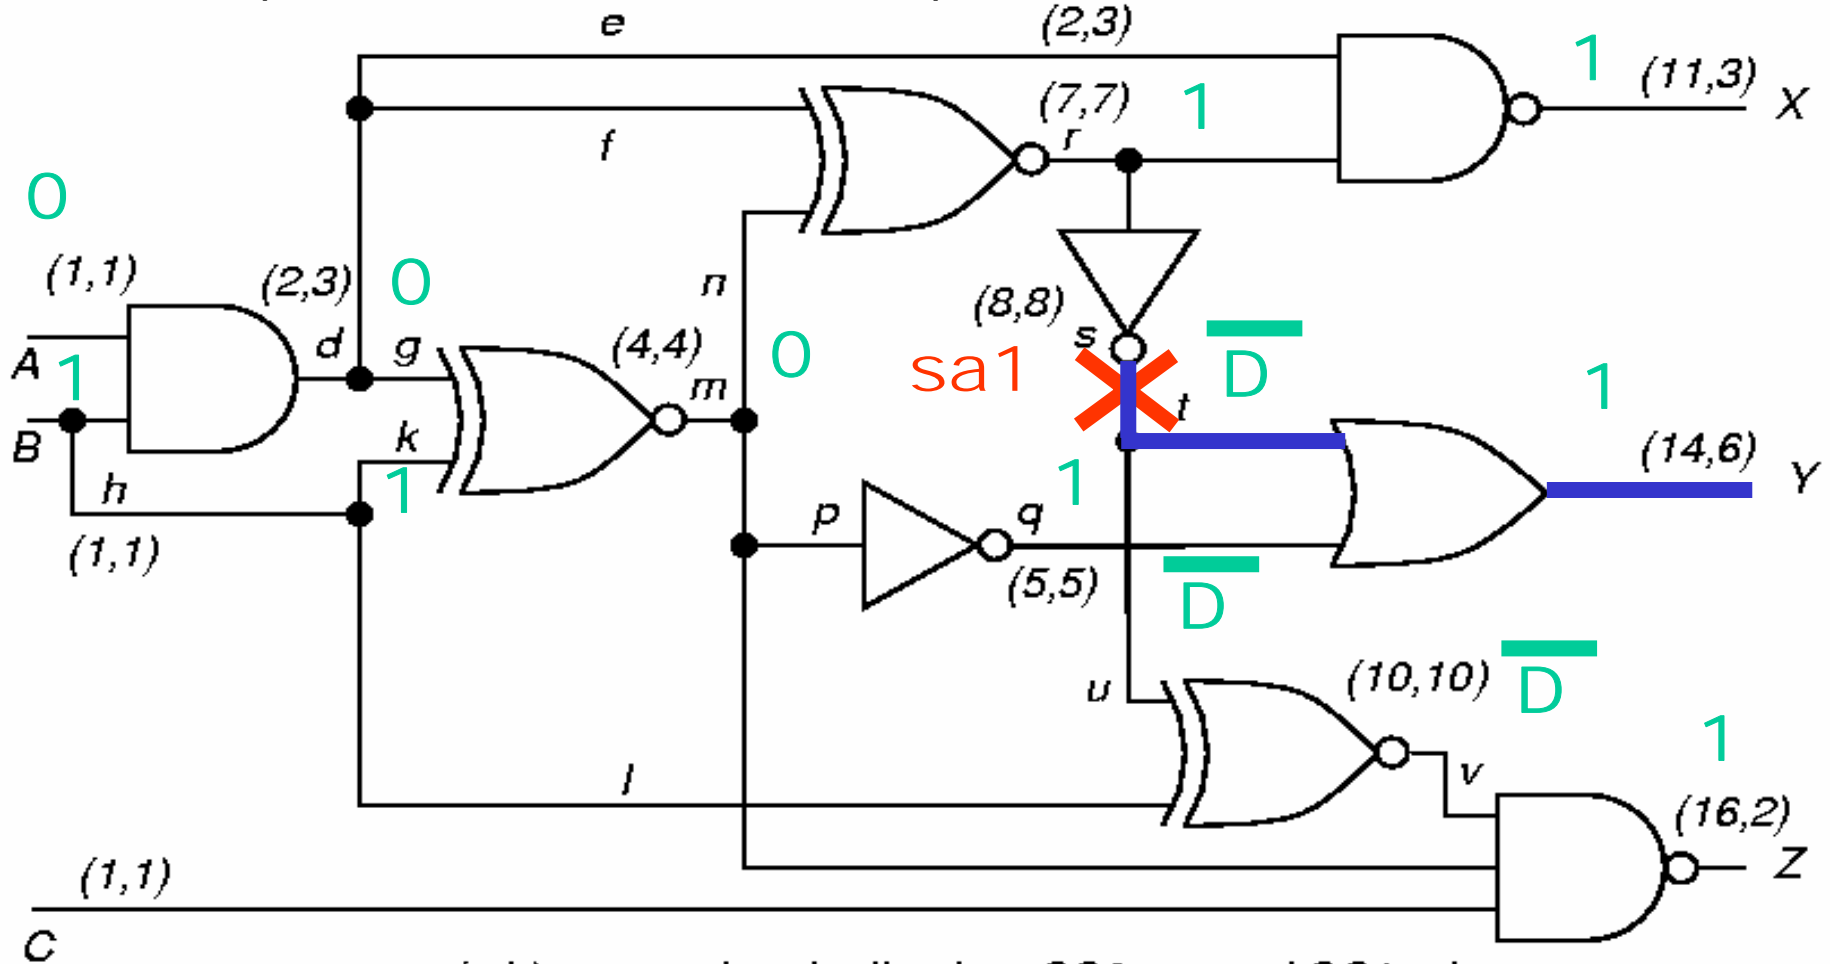 e
(2,3)
1
(11,3)
X
(7,7)
r
1
f
0
(1,1)
(2,3)
0
n
(8,8)
s
D
A
1
d
g
(4,4)
m
0
sa1
t
1
B
k
1
(14,6)
Y
h
1
p
q
(1,1)
(5,5)
D
u
(10,10)
D
1
l
v
(16,2)
Z
(1,1)
C